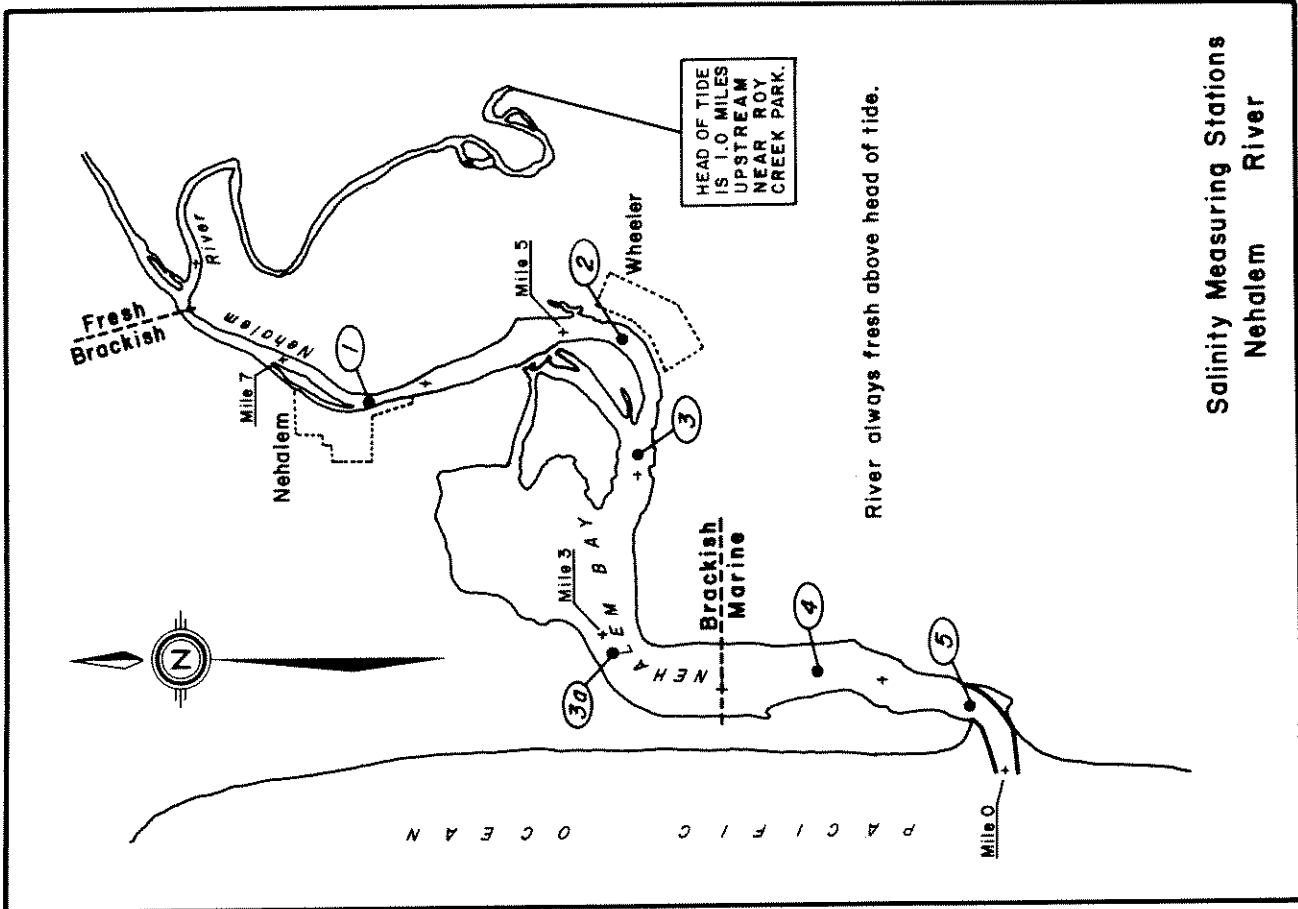 Fresh
Brackish
River
Nehalem
Mile 7
1
Nehalem
HEAD OF TIDE
IS 1.0 MILES
UPSTREAM
NEAR ROY
CREEK PARK.
Mile 5
2
Wheeler
3
N
NEHALEM BAY
Mile 3
3a
River always fresh above head of tide.
Brackish
Marine
4
5
PACIFIC OCEAN
Mile 0
Salinity Measuring Stations
Nehalem River